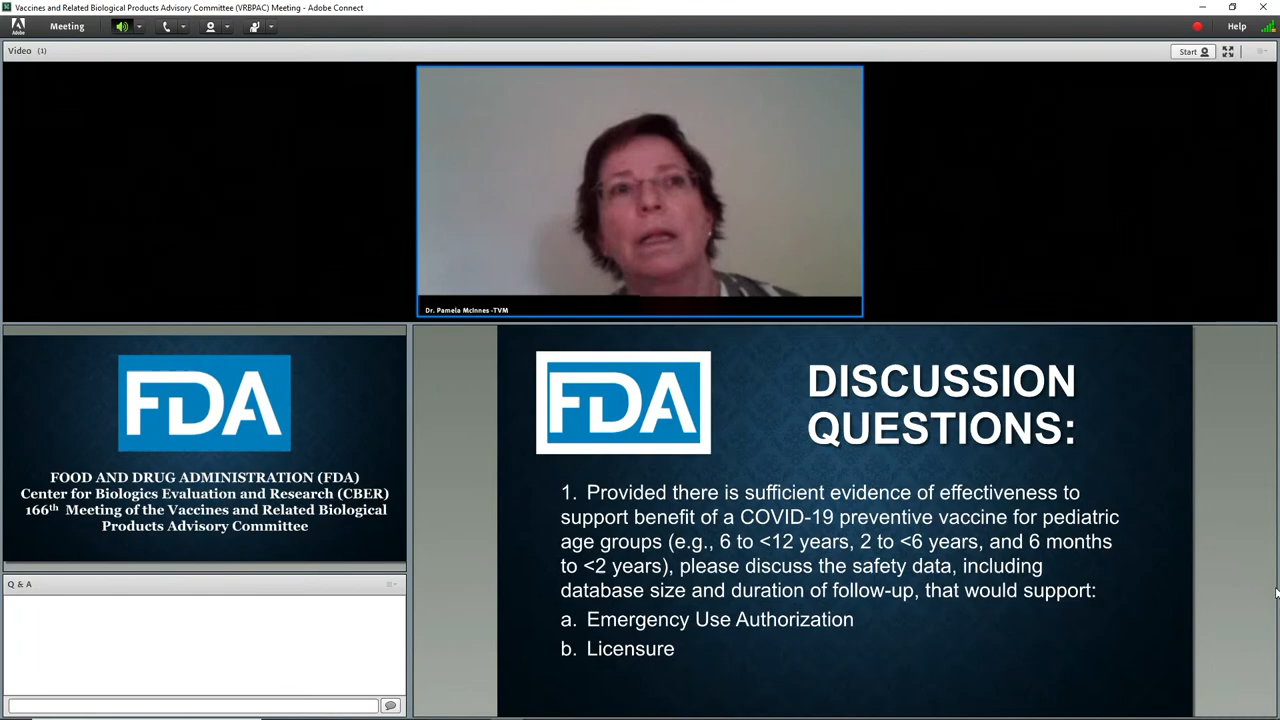 Vaccines and Related Biological Products Advisory Committee (VRBPAC) Meeting - Adobe Connect
Adobe
Meeting
Help
Video (1)
Start
Dr. Pamela McInnes -TVM
FDA
FOOD AND DRUG ADMINISTRATION (FDA)
Center for Biologics Evaluation and Research (CBER)
166th Meeting of the Vaccines and Related Biological
Products Advisory Committee
Q & A
FDA
DISCUSSION
QUESTIONS:
1. Provided there is sufficient evidence of effectiveness to
support benefit of a COVID-19 preventive vaccine for pediatric
age groups (e.g., 6 to <12 years, 2 to <6 years, and 6 months
to <2 years), please discuss the safety data, including
database size and duration of follow-up, that would support:
a. Emergency Use Authorization
b. Licensure